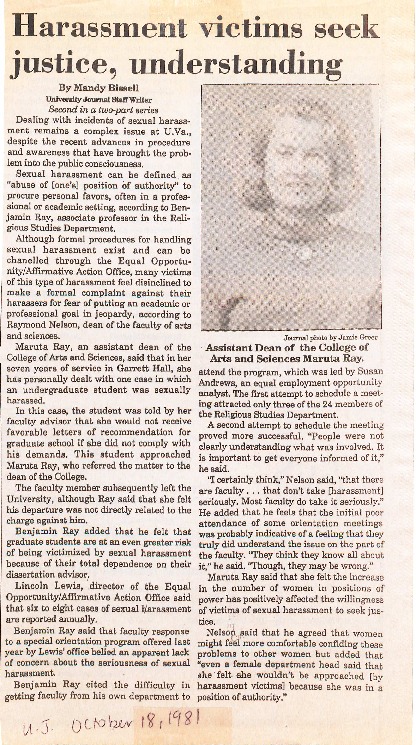 Harassment victims seek
justice, understanding
By Mandy Bissell
University Journal Staff Writer
Second in a two-part series
Dealing with incidents of sexual harass-
ment remains a complex issue at U.Va.,
despite the recent advances in procedure
and awareness that have brought the prob-
lem into the public consciousness.
Sexual harassment can be defined as
"abuse of [one's] position of authority" to
procure personal favors, often in a profes-
sional or academic setting, according to Ben-
jamin Ray, associate professor in the Reli-
gious Studies Department.
Although formal procedures for handling
sexual harassment exist and can be
chanelled through the Equal Opportu-
nity/Affirmative Action Office, many victims
of this type of harassment feel disinclined to
make a formal complaint against their
harassers for fear of putting an academic or
professional goal in jeopardy, according to
Raymond Nelson, dean of the faculty of arts
and sciences.
Maruta Ray, an assistant dean of the
College of Arts and Sciences, said that in her
seven years of service in Garrett Hall, she
has personally dealt with one case in which
an undergraduate student was sexually
harassed.
In this case, the student was told by her
faculty advisor that she would not receive
favorable letters of recommendation for
graduate school if she did not comply with
his demands. This student approached
Maruta Ray, who referred the matter to the
dean of the College.
The faculty member subsequently left the
University, although Ray said that she felt
his departure was not directly related to the
charge against him.
Benjamin Ray added that he felt that
graduate students are at an even greater risk
of being victimized by sexual harassment
because of their total dependence on their
dissertation advisor.
Lincoln Lewis, director of the Equal
Opportunity/Affirmative Action Office said
that six to eight cases of sexual harassment
are reported annually.
Benjamin Ray said that faculty response
to a special orientation program offered last
year by Lewis' office belied an apparent lack
of concern about the seriousness of sexual
harassment.
Benjamin Ray cited the difficulty in
getting faculty from his own department to
Journal photo by Jamie Greer
Assistant Dean of the College of
Arts and Sciences Maruta Ray.
attend the program, which was led by Susan
Andrews, an equal employment opportunity
analyst. The first attempt to schedule a meet-
ing attracted only three of the 24 members of
the Religious Studies Department.
A second attempt to schedule the meeting
proved more successful. "People were not
clearly understanding what was involved. It
is important to get everyone informed of it,"
he said.
"I certainly think," Nelson said, "that there
are faculty . . . that don't take [harassment]
seriously. Most faculty do take it seriously."
He added that he feels that the initial poor
attendance of some orientation meetings
was probably indicative of a feeling that they
truly did understand the issue on the part of
the faculty. "They think they know all about
it," he said. "Though, they may be wrong."
Maruta Ray said that she felt the increase
in the number of women in positions of
power has positively affected the willingness
of victims of sexual harassment to seek jus-
tice.
Nelson said that he agreed that women
might feel more comfortable confiding these
problems to other women but added that
"even a female department head said that
she felt she wouldn't be approached [by
harassment victims] because she was in a
position of authority."
U.J. October 18, 1981